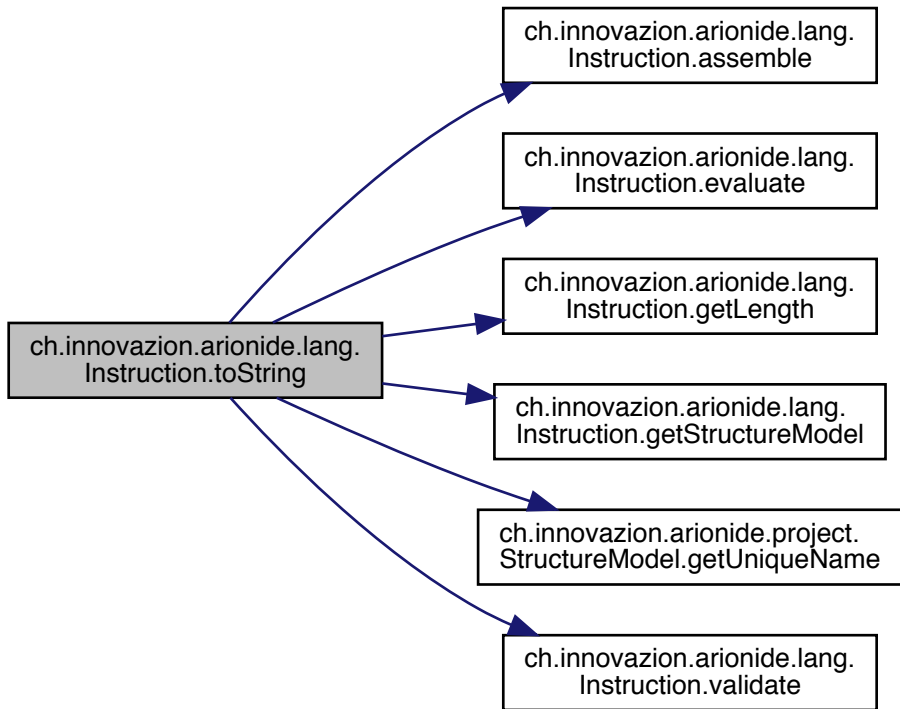 ch.innovazion.arionide.lang.
Instruction.assemble
ch.innovazion.arionide.lang.
Instruction.evaluate
ch.innovazion.arionide.lang.
Instruction.getLength
ch.innovazion.arionide.lang.
Instruction.toString
ch.innovazion.arionide.lang.
Instruction.getStructureModel
ch.innovazion.arionide.project.
StructureModel.getUniqueName
ch.innovazion.arionide.lang.
Instruction.validate